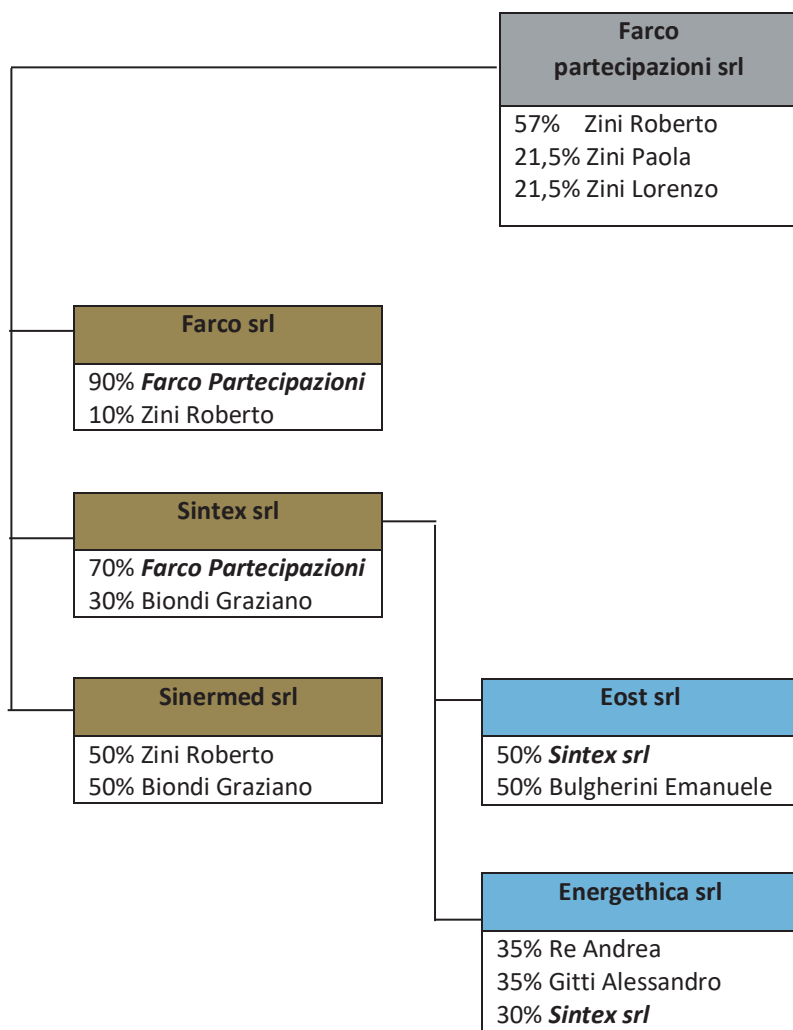 Farco
partecipazioni srl
57% Zini Roberto
21,5% Zini Paola
21,5% Zini Lorenzo
Farco srl
90% Farco Partecipazioni
10% Zini Roberto
Sintex srl
70% Farco Partecipazioni
30% Biondi Graziano
Sinermed srl
50% Zini Roberto
50% Biondi Graziano
Eost srl
50% Sintex srl
50% Bulgherini Emanuele
Energethica srl
35% Re Andrea
35% Gitti Alessandro
30% Sintex srl